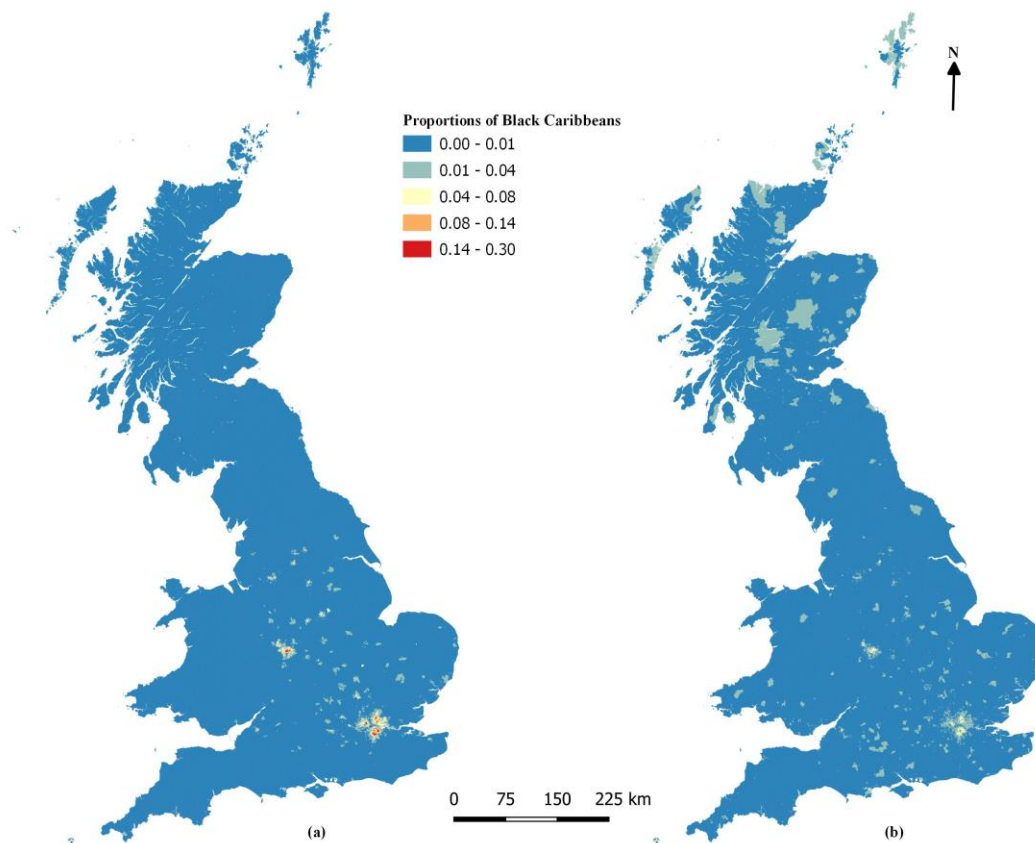 N
Proportions of Black Caribbeans
0.00 - 0.01
0.01 - 0.04
0.04 - 0.08
0.08 - 0.14
0.14 - 0.30
0 75 150 225 km
(a)
(b)